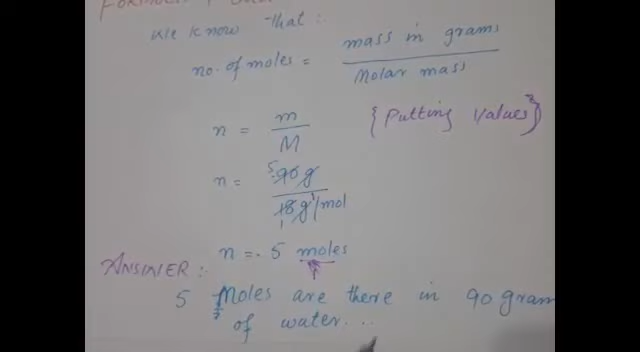 We know that:
no. of moles = mass in grams / Molar mass
n = m / M {Putting Values}
n = 5 90 g / 18 g/mol 1
n = 5 moles
ANSWER:
5 Moles are there in 90 gram
of water...